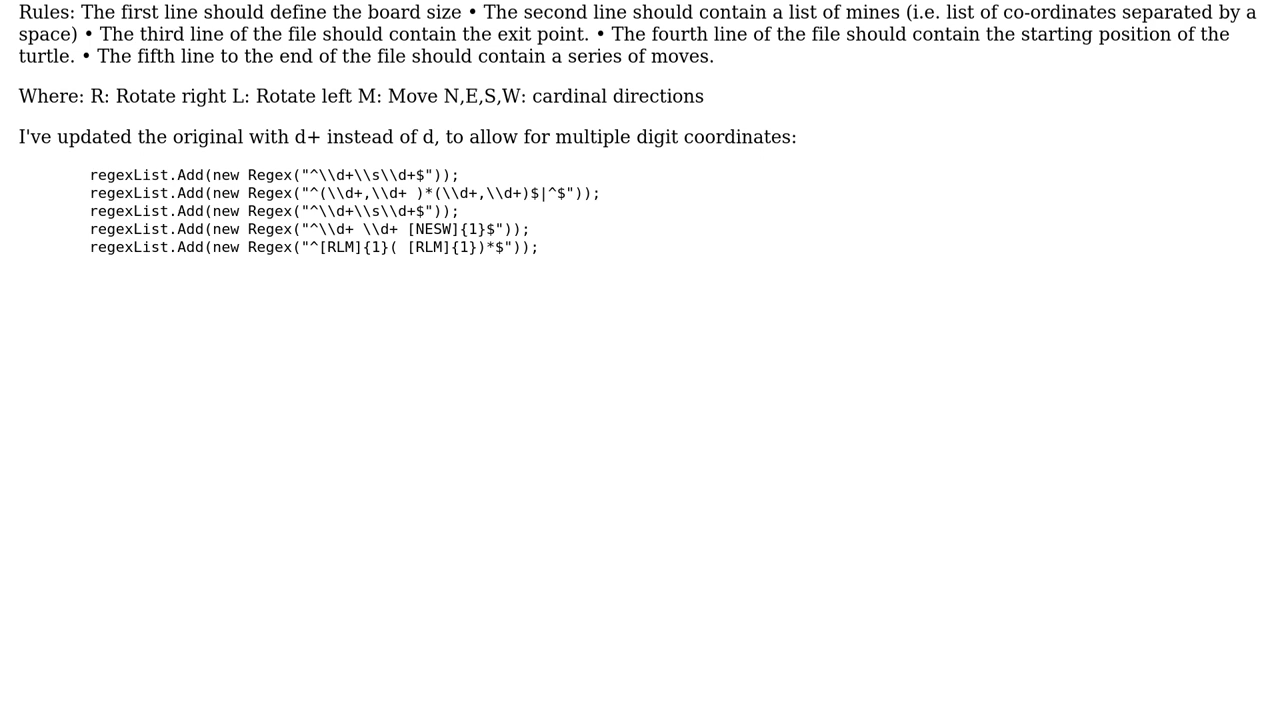 Rules: The first line should define the board size • The second line should contain a list of mines (i.e. list of co-ordinates separated by a
space) • The third line of the file should contain the exit point. • The fourth line of the file should contain the starting position of the
turtle. • The fifth line to the end of the file should contain a series of moves.
Where: R: Rotate right L: Rotate left M: Move N,E,S,W: cardinal directions
I've updated the original with d+ instead of d, to allow for multiple digit coordinates:
regexList.Add(new Regex("^\\d+\\s\\d+$"));
regexList.Add(new Regex("^(\\d+,\\d+ )*(\\d+,\\d+)$|^$"));
regexList.Add(new Regex("^\\d+\\s\\d+$"));
regexList.Add(new Regex("^\\d+ \\d+ [NESW]{1}$"));
regexList.Add(new Regex("^[RLM]{1}( [RLM]{1})*$"));